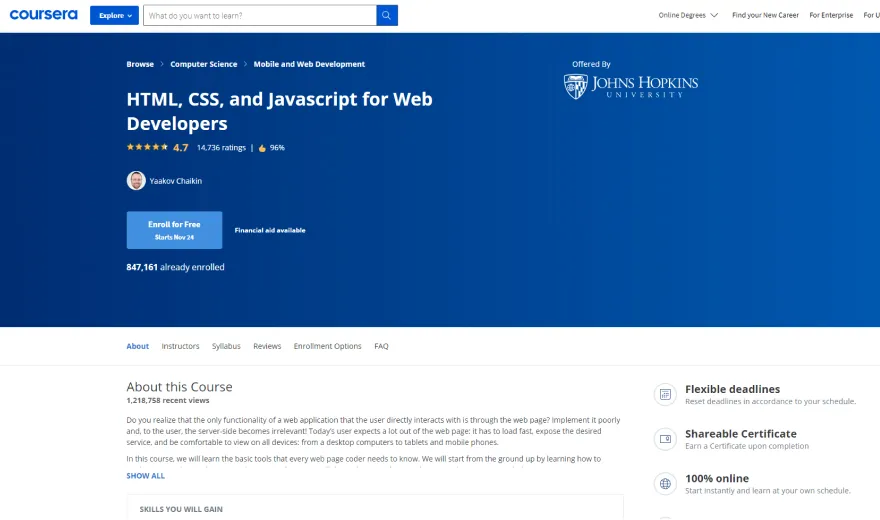 coursera
Explore
What do you want to learn?
Online Degrees
Find your New Career
For Enterprise
For U
Browse > Computer Science > Mobile and Web Development
Offered By
JOHNS HOPKINS
UNIVERSITY
HTML, CSS, and Javascript for Web
Developers
4.7 14,736 ratings | 96%
Yaakov Chaikin
Enroll for Free
Starts Nov 24
Financial aid available
847,161 already enrolled
About Instructors Syllabus Reviews Enrollment Options FAQ
About this Course
1,218,758 recent views
Do you realize that the only functionality of a web application that the user directly interacts with is through the web page? Implement it poorly
and, to the user, the server-side becomes irrelevant! Today's user expects a lot out of the web page: it has to load fast, expose the desired
service, and be comfortable to view on all devices: from a desktop computers to tablets and mobile phones.
In this course, we will learn the basic tools that every web page coder needs to know. We will start from the ground up by learning how to
SHOW ALL
SKILLS YOU WILL GAIN
Flexible deadlines
Reset deadlines in accordance to your schedule.
Shareable Certificate
Earn a Certificate upon completion
100% online
Start instantly and learn at your own schedule.